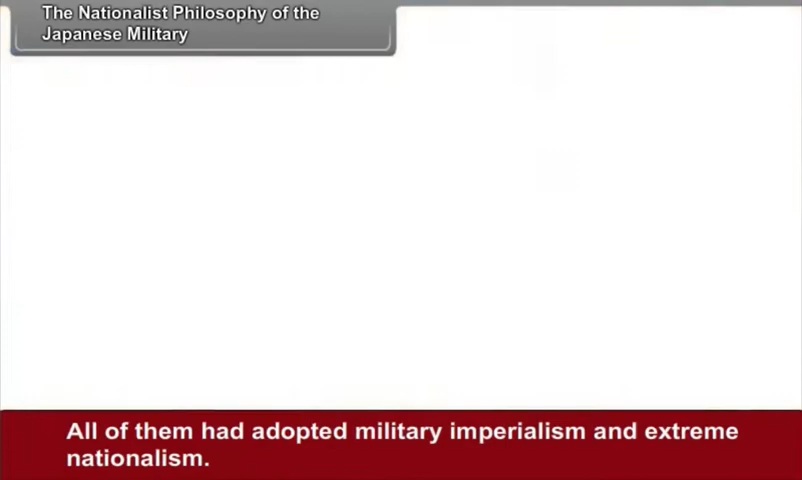 The Nationalist Philosophy of the
Japanese Military
All of them had adopted military imperialism and extreme
nationalism.